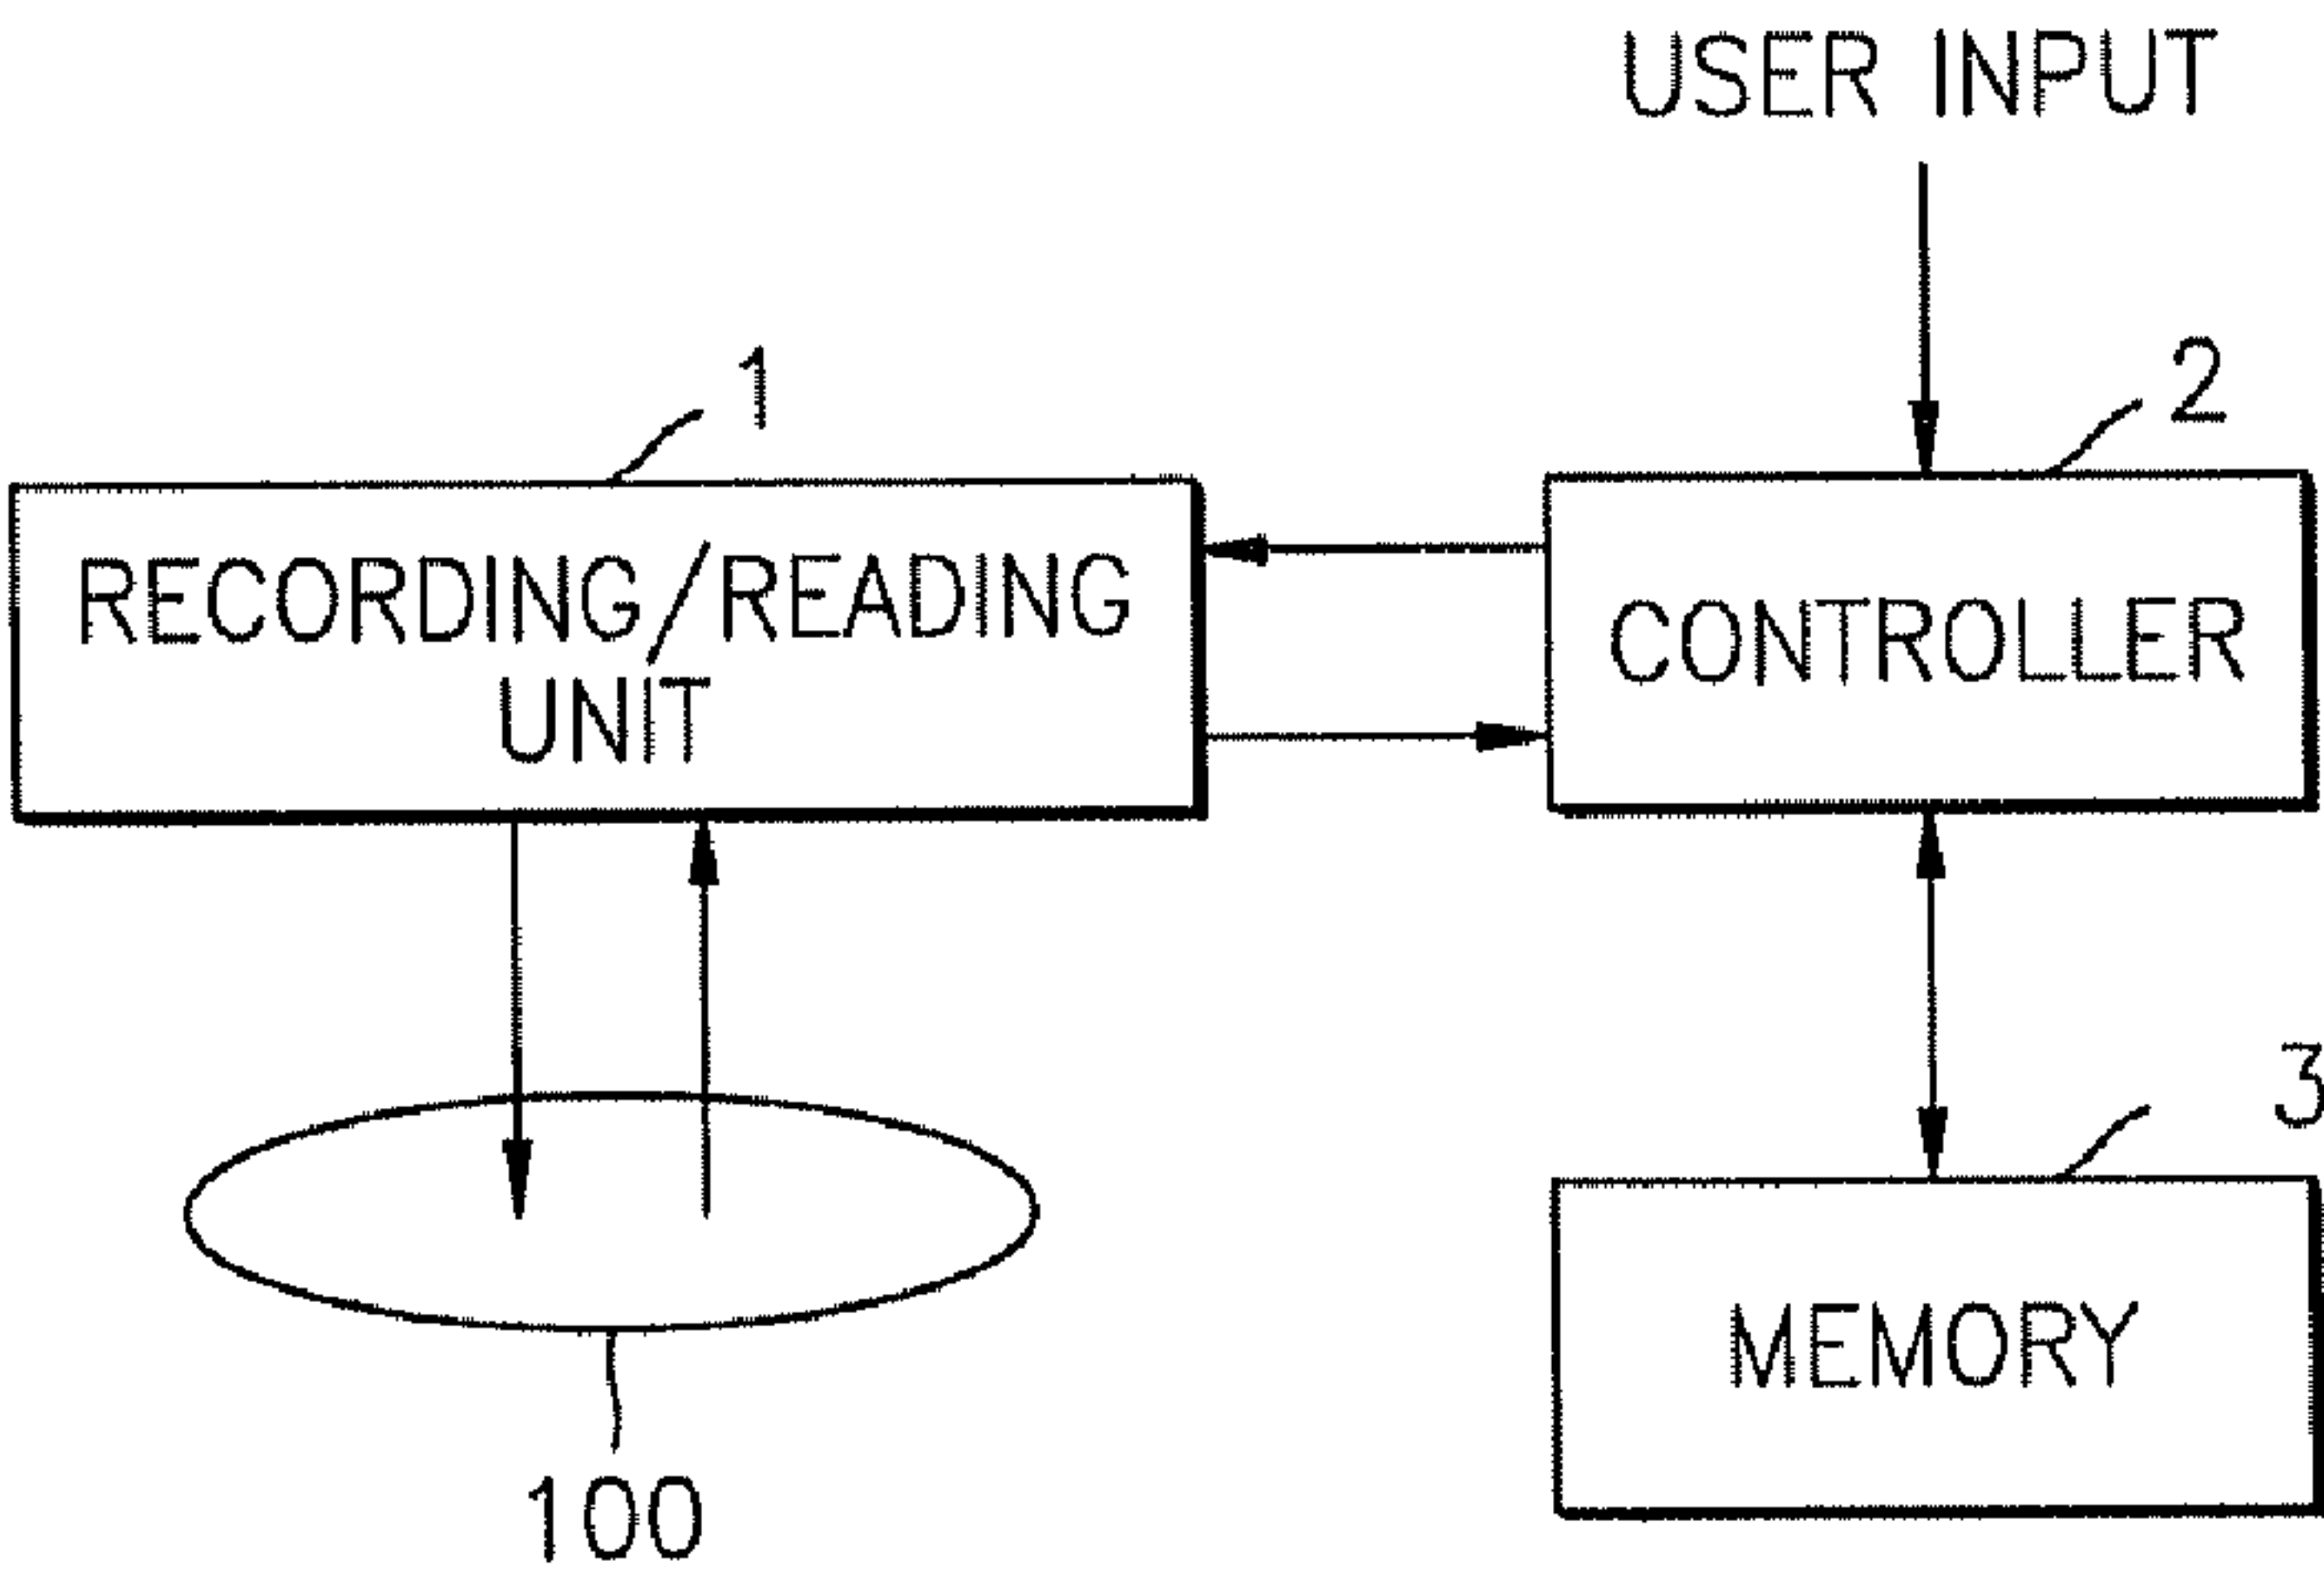 USER INPUT
1
2
RECORDING/READING
UNIT
CONTROLLER
3
MEMORY
100